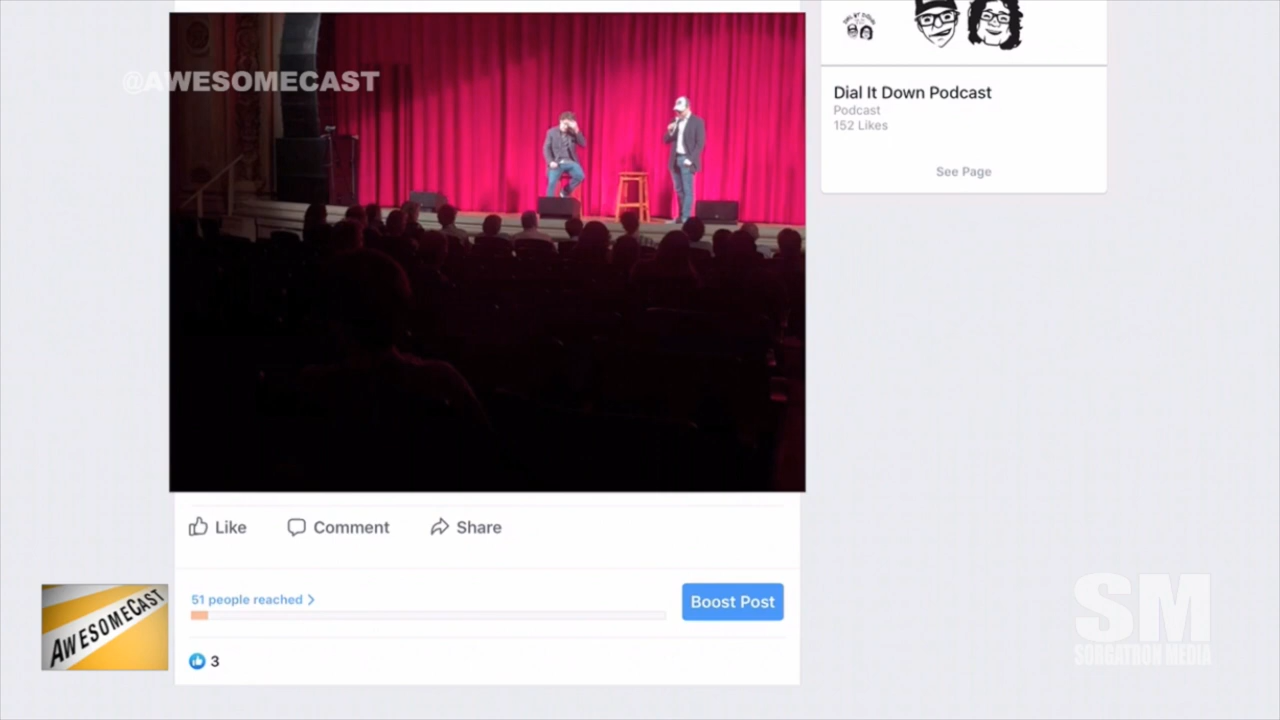 @AWESOMECAST
Dial It Down Podcast
Podcast
152 Likes
See Page
Like
Comment
Share
51 people reached
Boost Post
3
AWESOMECAST
SM
SORGATRON MEDIA